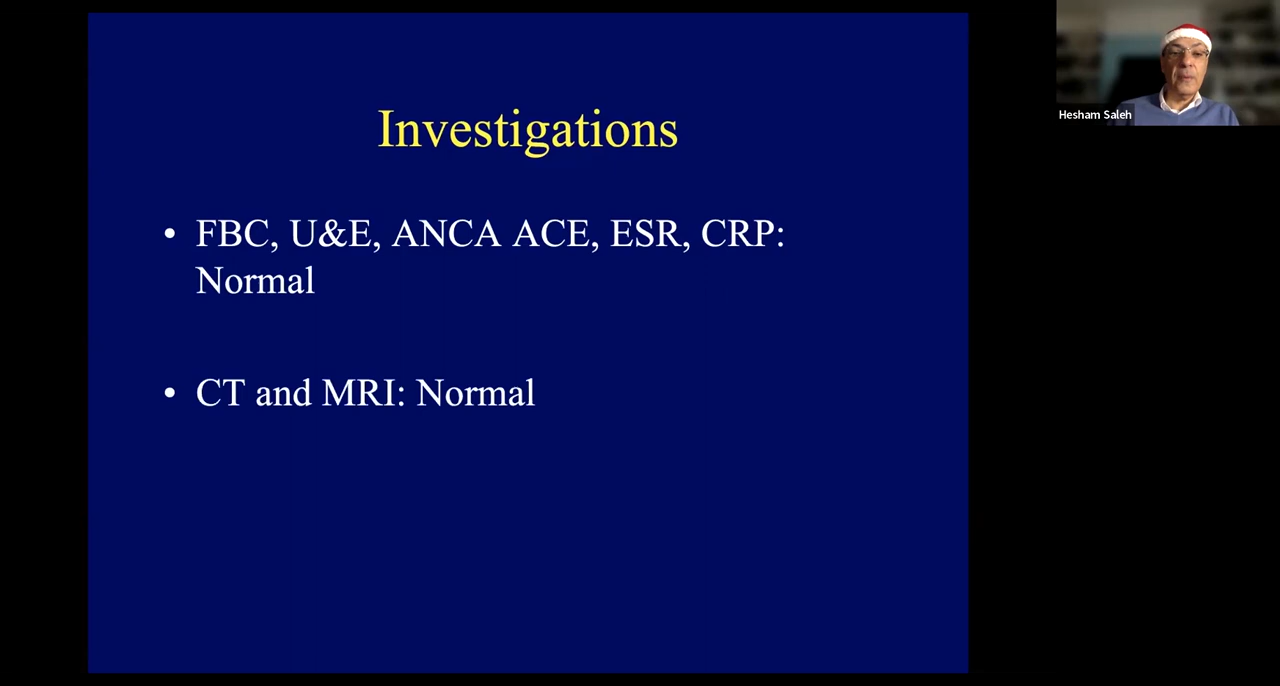 Investigations
• FBC, U&E, ANCA ACE, ESR, CRP:
Normal
• CT and MRI: Normal
Hesham Saleh